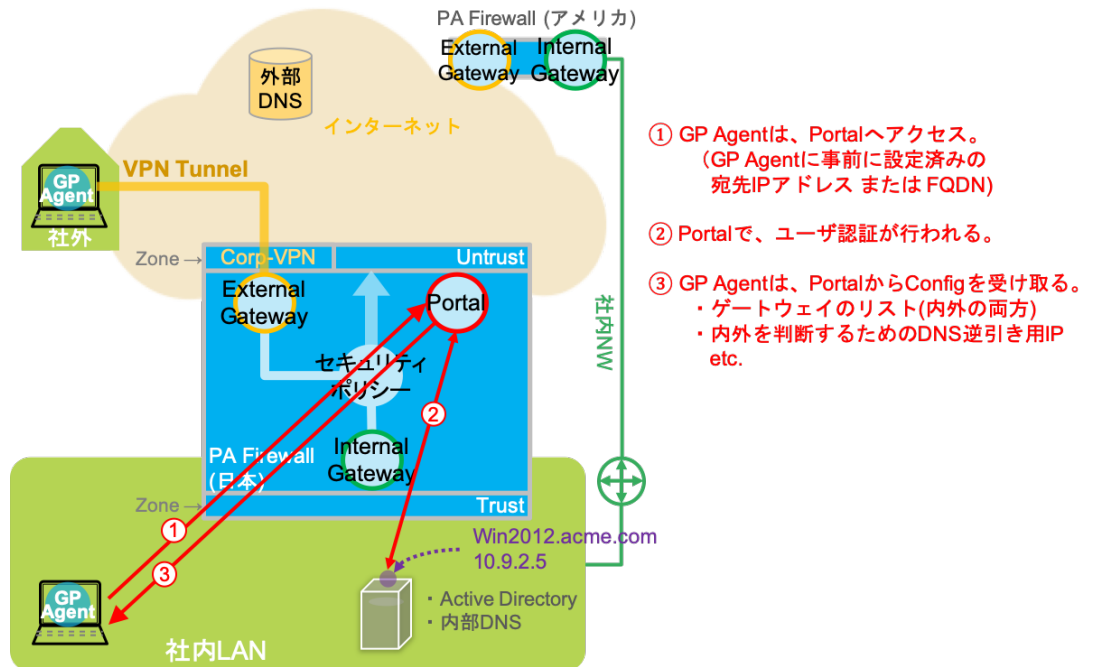 PA Firewall (アメリカ)
External
Gateway
Internal
Gateway
外部
DNS
インターネット
VPN Tunnel
GP
Agent
社外
Zone →
Corp-VPN
Untrust
External
Gateway
Portal
セキュリティ
ポリシー
②
Internal
Gateway
PA Firewall
(日本)
Zone →
Trust
①
③
社内NW
Win2012.acme.com
10.9.2.5
GP
Agent
・Active Directory
・内部DNS
社内LAN
① GP Agentは、Portalへアクセス。
(GP Agentに事前に設定済みの
宛先IPアドレス または FQDN)
② Portalで、ユーザ認証が行われる。
③ GP Agentは、PortalからConfigを受け取る。
・ゲートウェイのリスト(内外の両方)
・内外を判断するためのDNS逆引き用IP
etc.